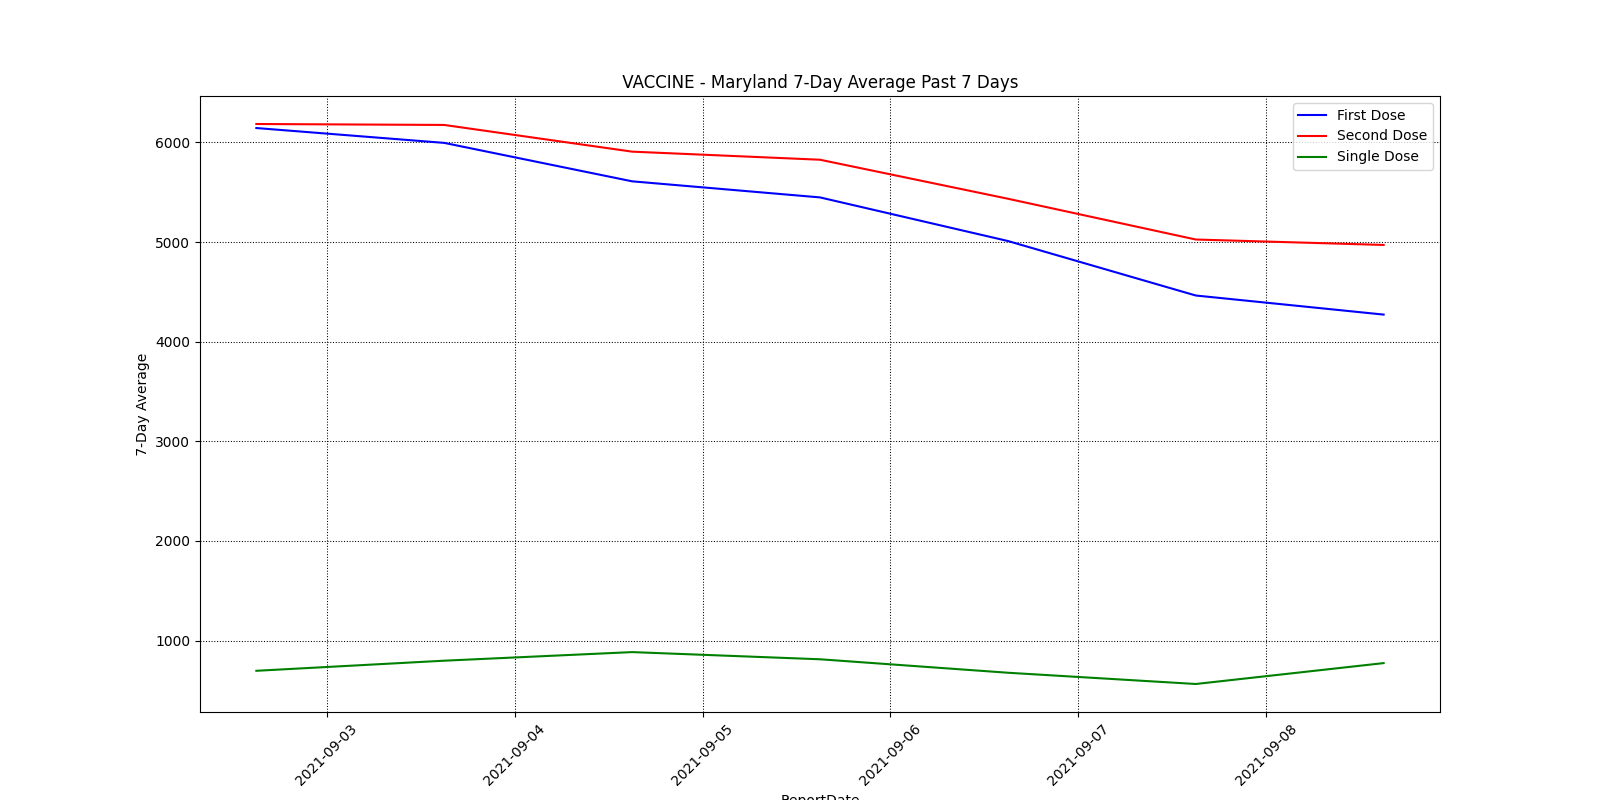 VACCINE - Maryland 7-Day Average Past 7 Days
First Dose
Second Dose
Single Dose
6000
5000
4000
3000
2000
1000
7-Day Average
2021-09-03
2021-09-04
2021-09-05
2021-09-06
2021-09-07
2021-09-08
ReportDate